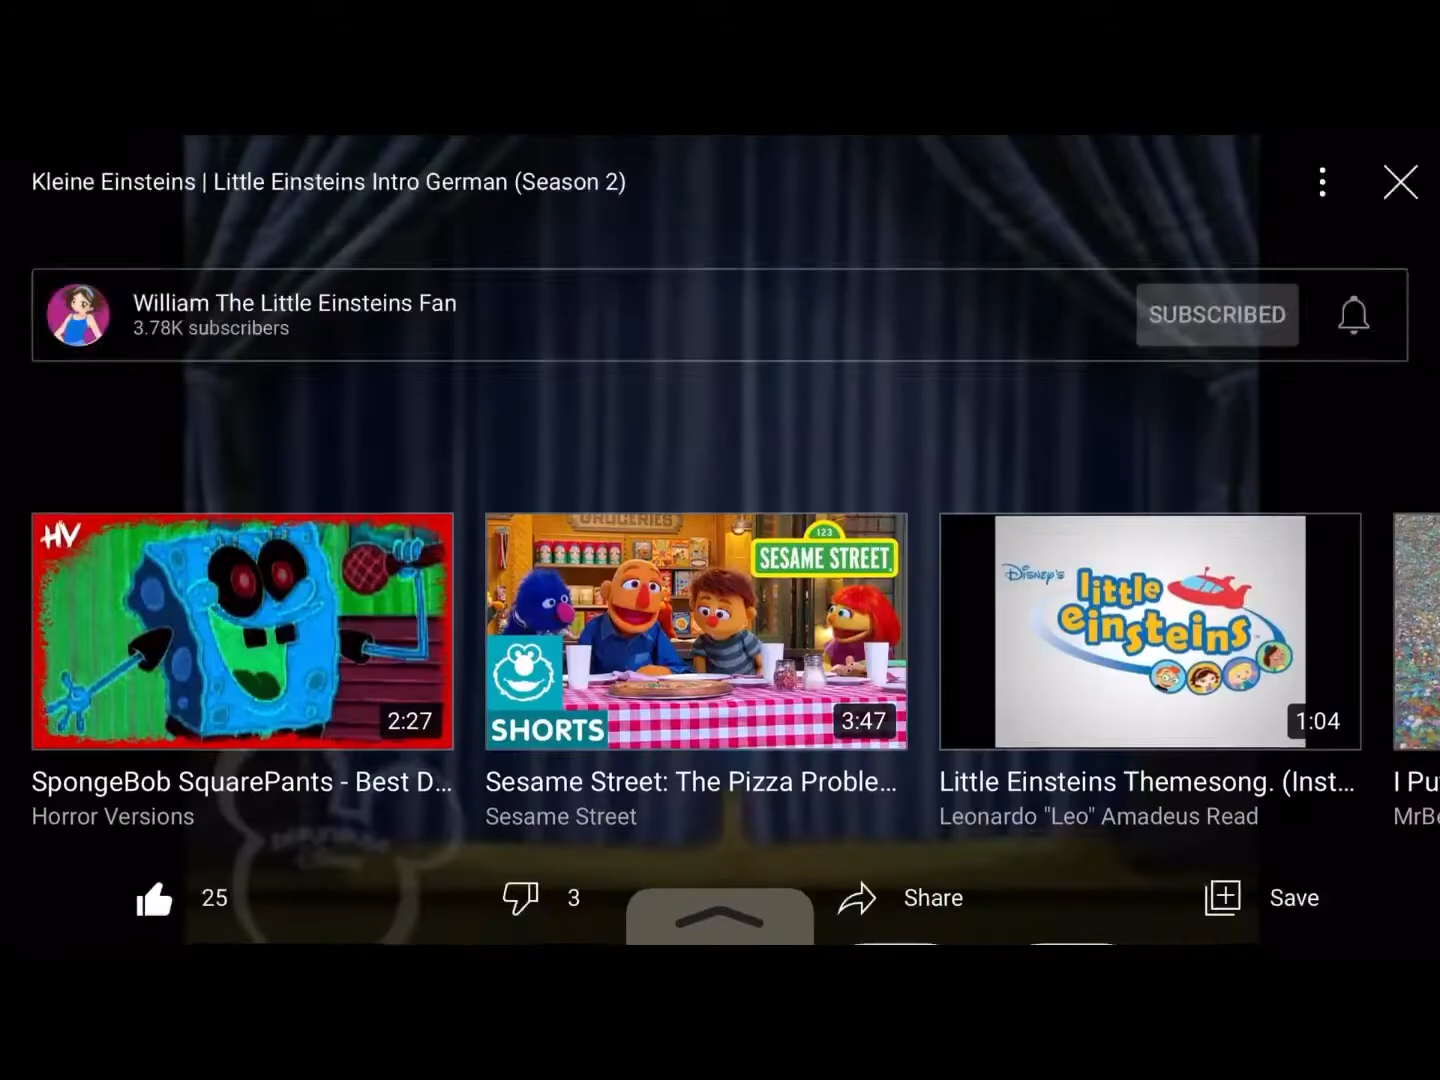 Kleine Einsteins | Little Einsteins Intro German (Season 2)
William The Little Einsteins Fan
3.78K subscribers
SUBSCRIBED
HV
2:27
GROCERIES
123
SESAME STREET
SHORTS
3:47
Disney's
little
einsteins
1:04
SpongeBob SquarePants - Best D...
Sesame Street: The Pizza Proble...
Little Einsteins Themesong. (Inst...
I Pu
Horror Versions
Sesame Street
Leonardo "Leo" Amadeus Read
MrBe
25
3
Share
Save